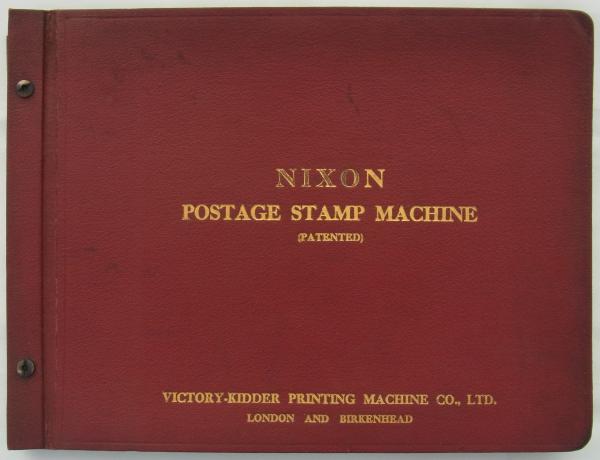 NIXON
POSTAGE STAMP MACHINE
(PATENTED)
VICTORY-KIDDER PRINTING MACHINE CO., LTD.
LONDON AND BIRKENHEAD